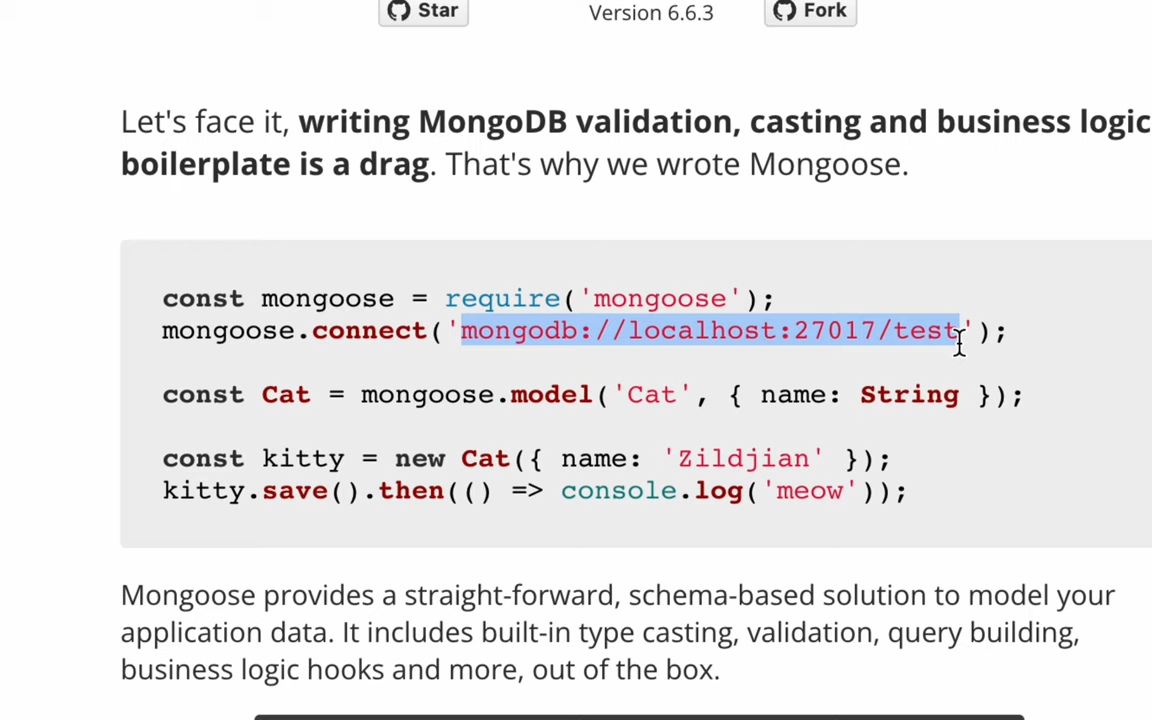 Star Version 6.6.3 Fork
Let's face it, writing MongoDB validation, casting and business logic
boilerplate is a drag. That's why we wrote Mongoose.
const mongoose = require('mongoose');
mongoose.connect('mongodb://localhost:27017/test');
const Cat = mongoose.model('Cat', { name: String });
const kitty = new Cat({ name: 'Zildjian' });
kitty.save().then(() => console.log('meow'));
Mongoose provides a straight-forward, schema-based solution to model your
application data. It includes built-in type casting, validation, query building,
business logic hooks and more, out of the box.